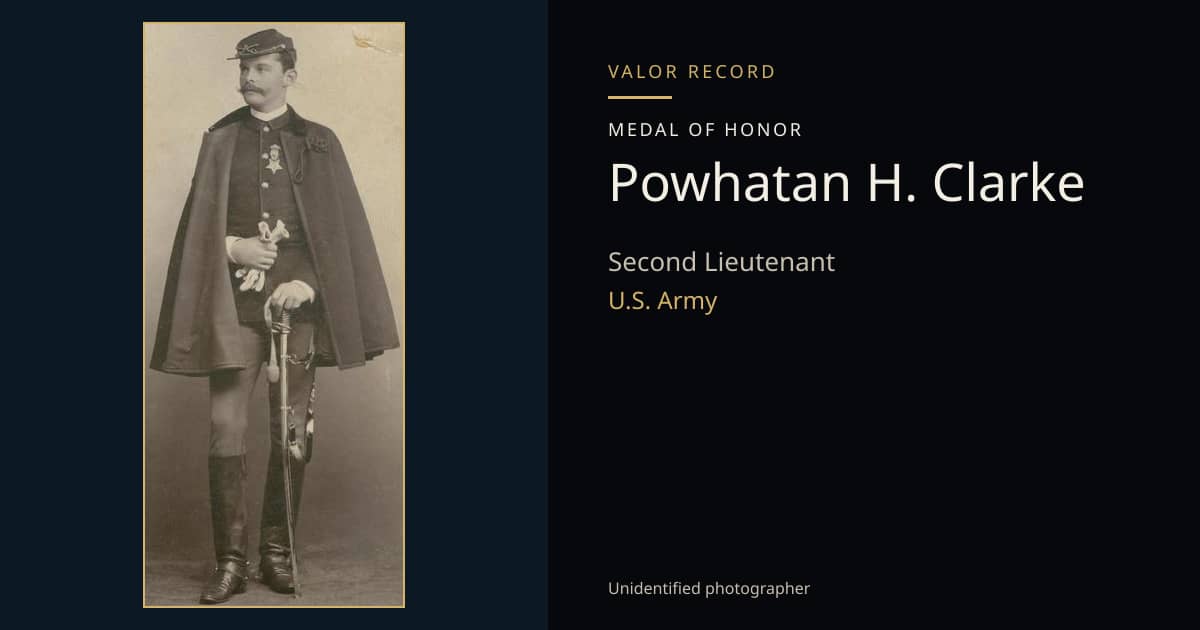 VALOR RECORD
MEDAL OF HONOR
Powhatan H. Clarke
Second Lieutenant
U.S. Army
Unidentified photographer